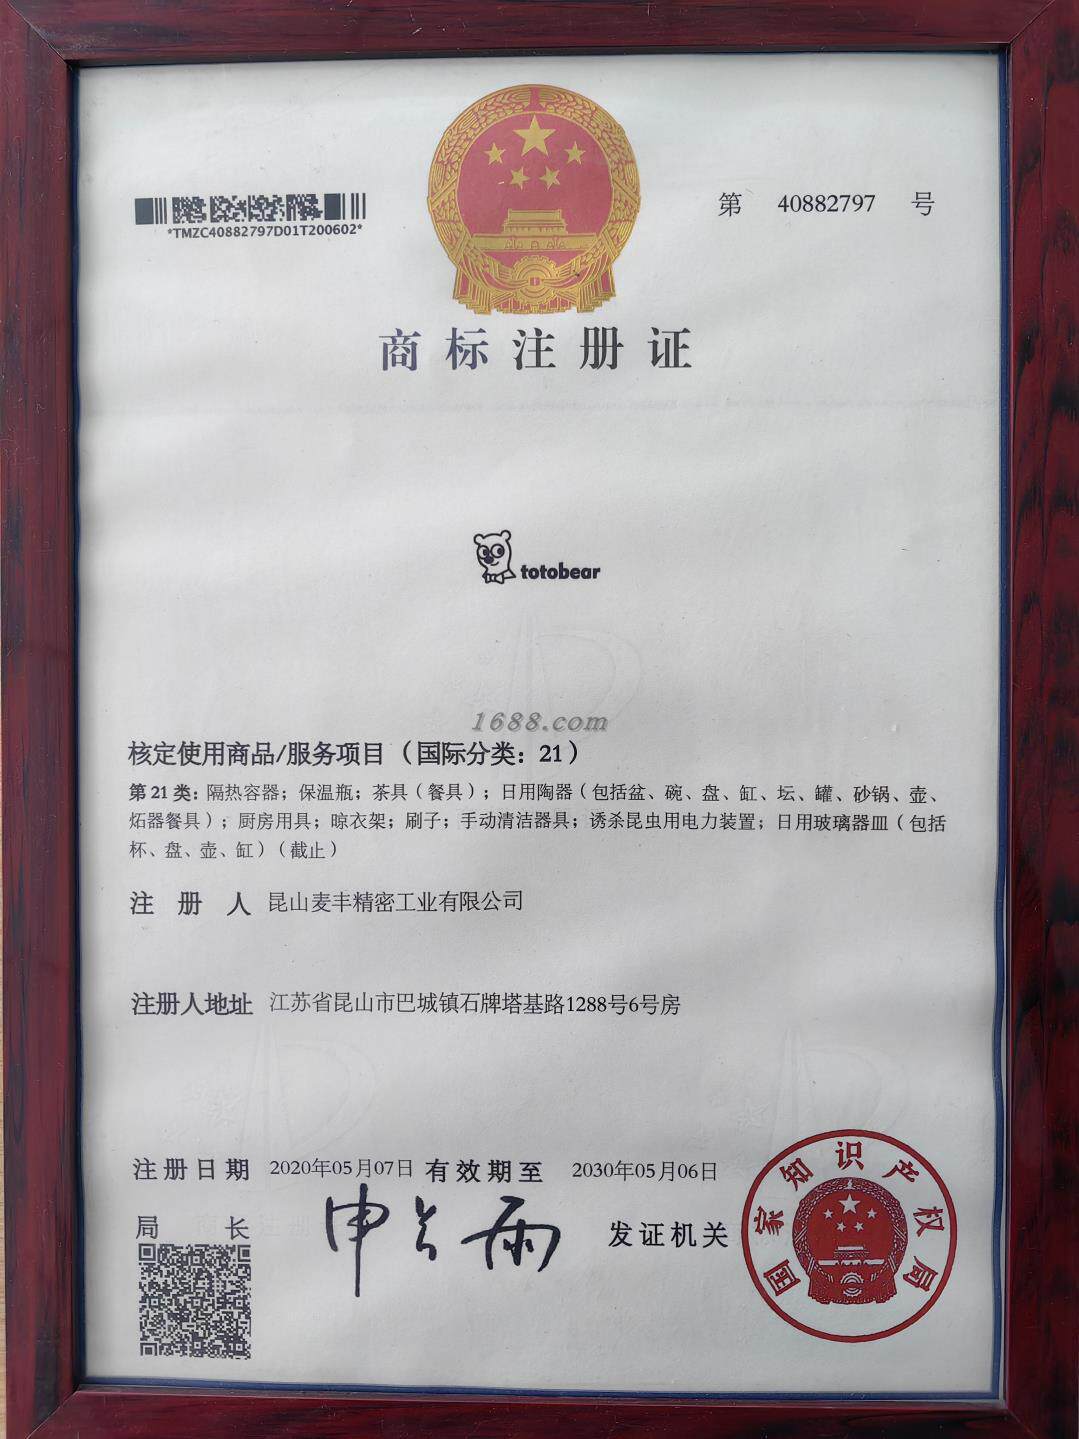 第 40882797 号
*TMZC40882797D01T200602*
商标注册证
totobear
1688.com
核定使用商品/服务项目（国际分类：21）
第21类：隔热容器；保温瓶；茶具（餐具）；日用陶器（包括盆、碗、盘、缸、坛、罐、砂锅、壶、
炻器餐具）；厨房用具；晾衣架；刷子；手动清洁器具；诱杀昆虫用电力装置；日用玻璃器皿（包括
杯、盘、壶、缸）（截止）
注册人 昆山麦丰精密工业有限公司
注册人地址 江苏省昆山市巴城镇石牌塔基路1288号6号房
注册日期 2020年05月07日 有效期至 2030年05月06日
局长 申长雨 发证机关
国家知识产权局